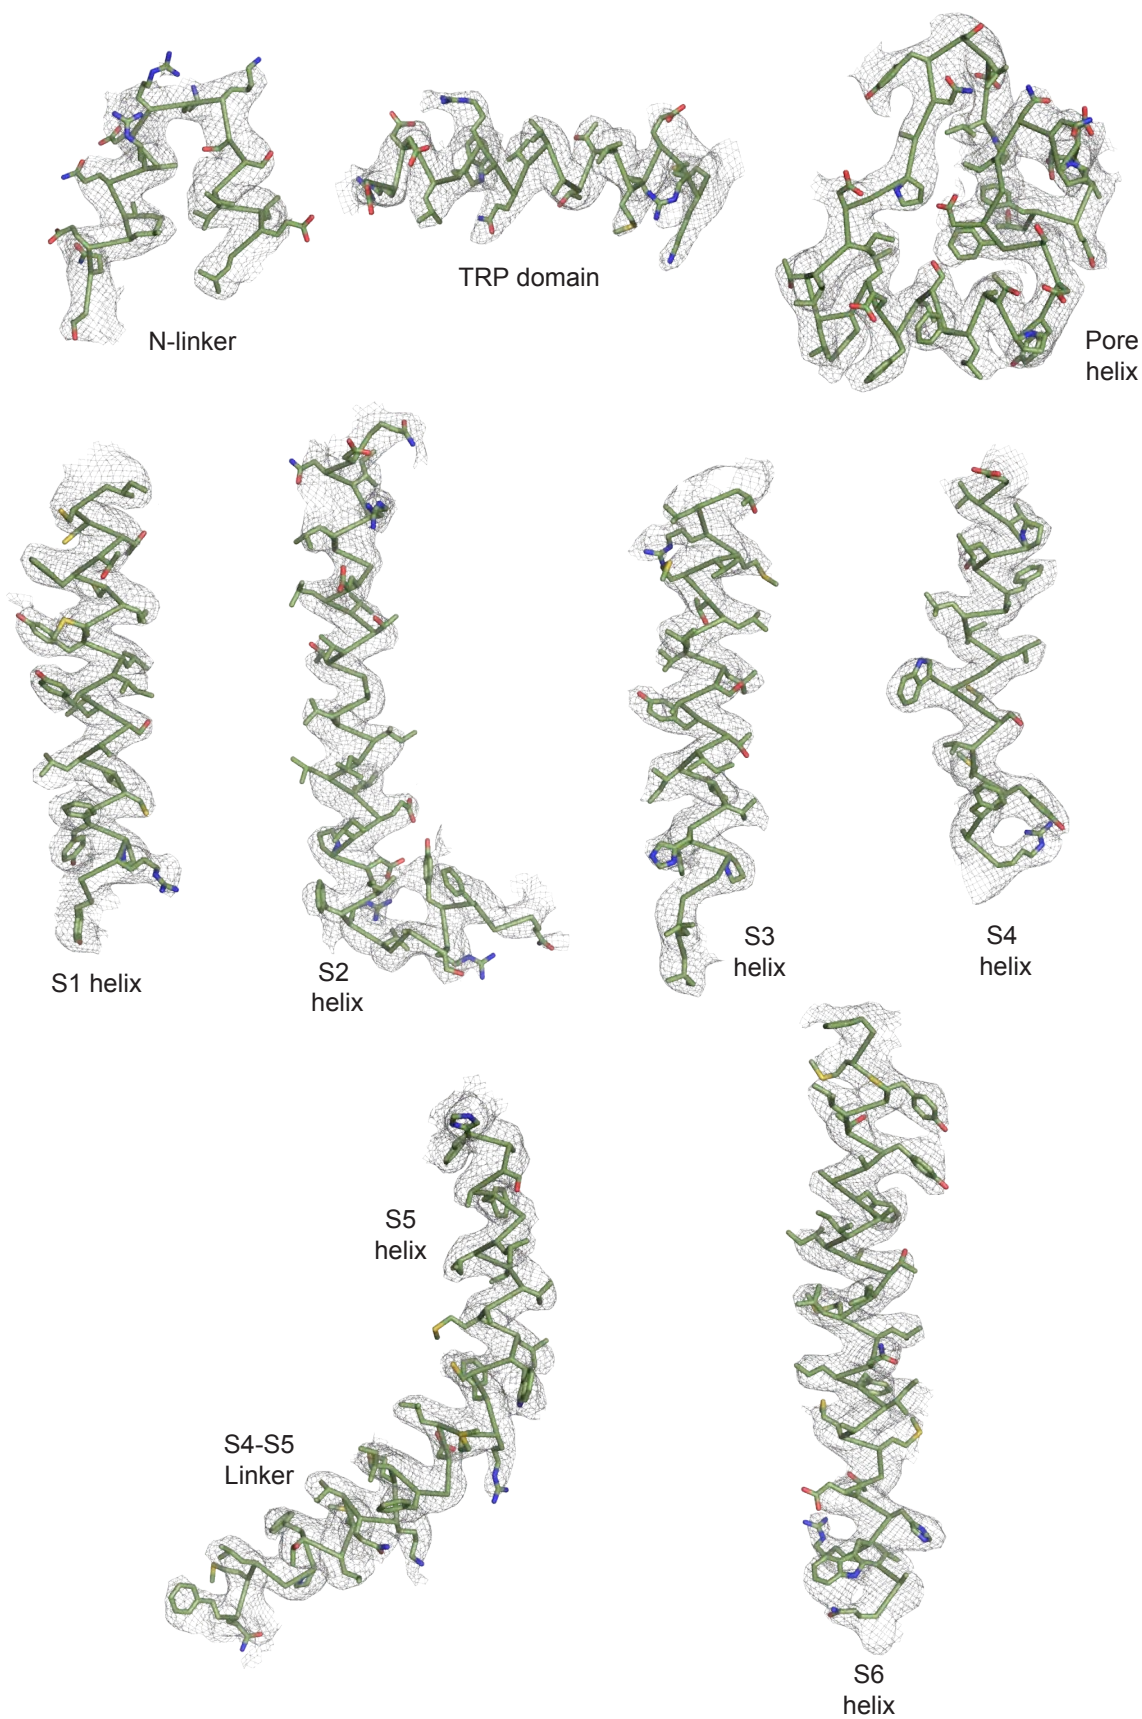 N-linker
TRP domain
Pore
helix
S1 helix
S2
helix
S3
helix
S4
helix
S5
helix
S4-S5
Linker
S6
helix